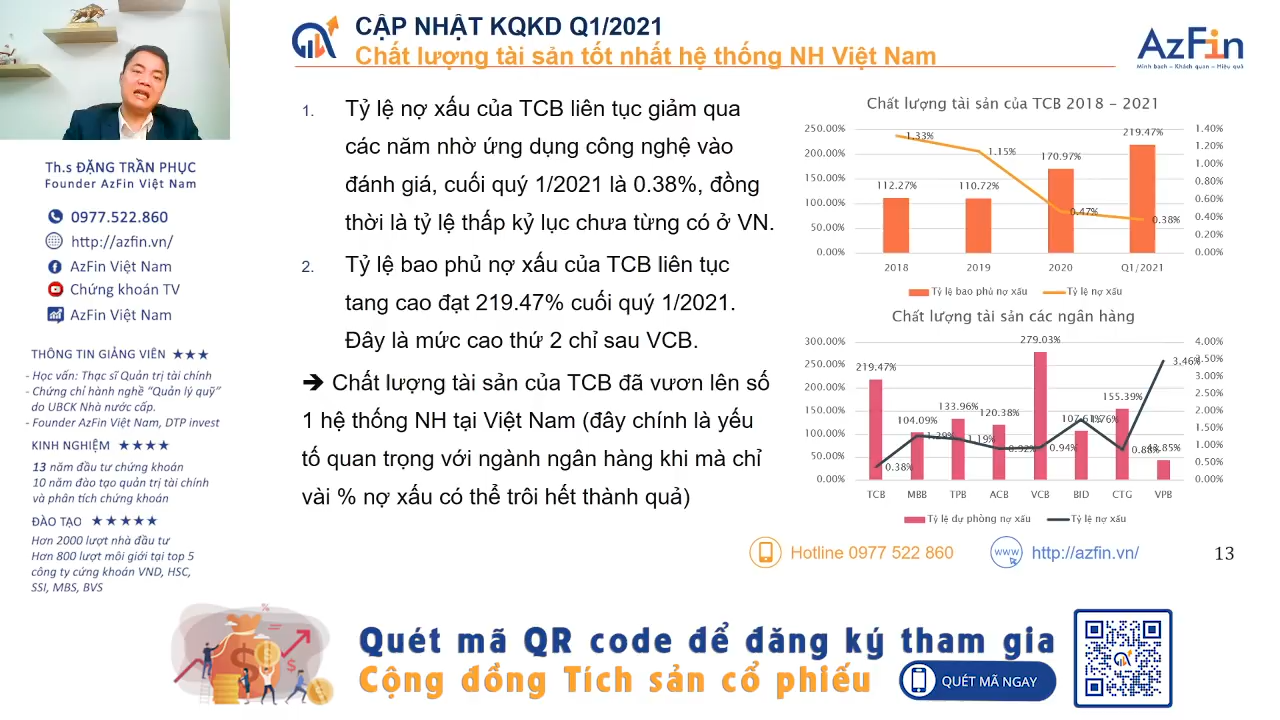 CẬP NHẬT KQKD Q1/2021
Chất lượng tài sản tốt nhất hệ thống NH Việt Nam
AzFin
Minh bạch – Khách quan – Hiệu quả
Th.s ĐẶNG TRẦN PHỤC
Founder AzFin Việt Nam
0977.522.860
http://azfin.vn/
AzFin Việt Nam
Chứng khoán TV
AzFin Việt Nam
THÔNG TIN GIẢNG VIÊN ★★★
- Học vấn: Thạc sĩ Quản trị tài chính
- Chứng chỉ hành nghề “Quản lý quỹ”
do UBCK Nhà nước cấp.
- Founder AzFin Việt Nam, DTP invest
KINH NGHIỆM ★★★★
13 năm đầu tư chứng khoán
10 năm đào tạo quản trị tài chính
và phân tích chứng khoán
ĐÀO TẠO ★★★★★
Hơn 2000 lượt nhà đầu tư
Hơn 800 lượt môi giới tại top 5
công ty cứng khoán VND, HSC,
SSI, MBS, BVS
1. Tỷ lệ nợ xấu của TCB liên tục giảm qua
các năm nhờ ứng dụng công nghệ vào
đánh giá, cuối quý 1/2021 là 0.38%, đồng
thời là tỷ lệ thấp kỷ lục chưa từng có ở VN.
2. Tỷ lệ bao phủ nợ xấu của TCB liên tục
tang cao đạt 219.47% cuối quý 1/2021.
Đây là mức cao thứ 2 chỉ sau VCB.
➔ Chất lượng tài sản của TCB đã vươn lên số
1 hệ thống NH tại Việt Nam (đây chính là yếu
tố quan trọng với ngành ngân hàng khi mà chỉ
vài % nợ xấu có thể trôi hết thành quả)
Chất lượng tài sản của TCB 2018 – 2021
250.00%
200.00%
150.00%
100.00%
50.00%
0.00%
112.27%
110.72%
170.97%
219.47%
1.33%
1.15%
0.47%
0.38%
1.40%
1.20%
1.00%
0.80%
0.60%
0.40%
0.20%
0.00%
2018 2019 2020 Q1/2021
Tỷ lệ bao phủ nợ xấu Tỷ lệ nợ xấu
Chất lượng tài sản các ngân hàng
300.00%
250.00%
200.00%
150.00%
100.00%
50.00%
0.00%
219.47%
104.09%
133.96%
120.38%
279.03%
107.61%
155.39%
43.85%
0.38%
1.29%
1.19%
0.92%
0.94%
1.76%
0.88%
3.46%
4.00%
3.50%
3.00%
2.50%
2.00%
1.50%
1.00%
0.50%
0.00%
TCB MBB TPB ACB VCB BID CTG VPB
Tỷ lệ dự phòng nợ xấu Tỷ lệ nợ xấu
Hotline 0977 522 860
www
http://azfin.vn/
13
Quét mã QR code để đăng ký tham gia
Cộng đồng Tích sản cổ phiếu
QUÉT MÃ NGAY